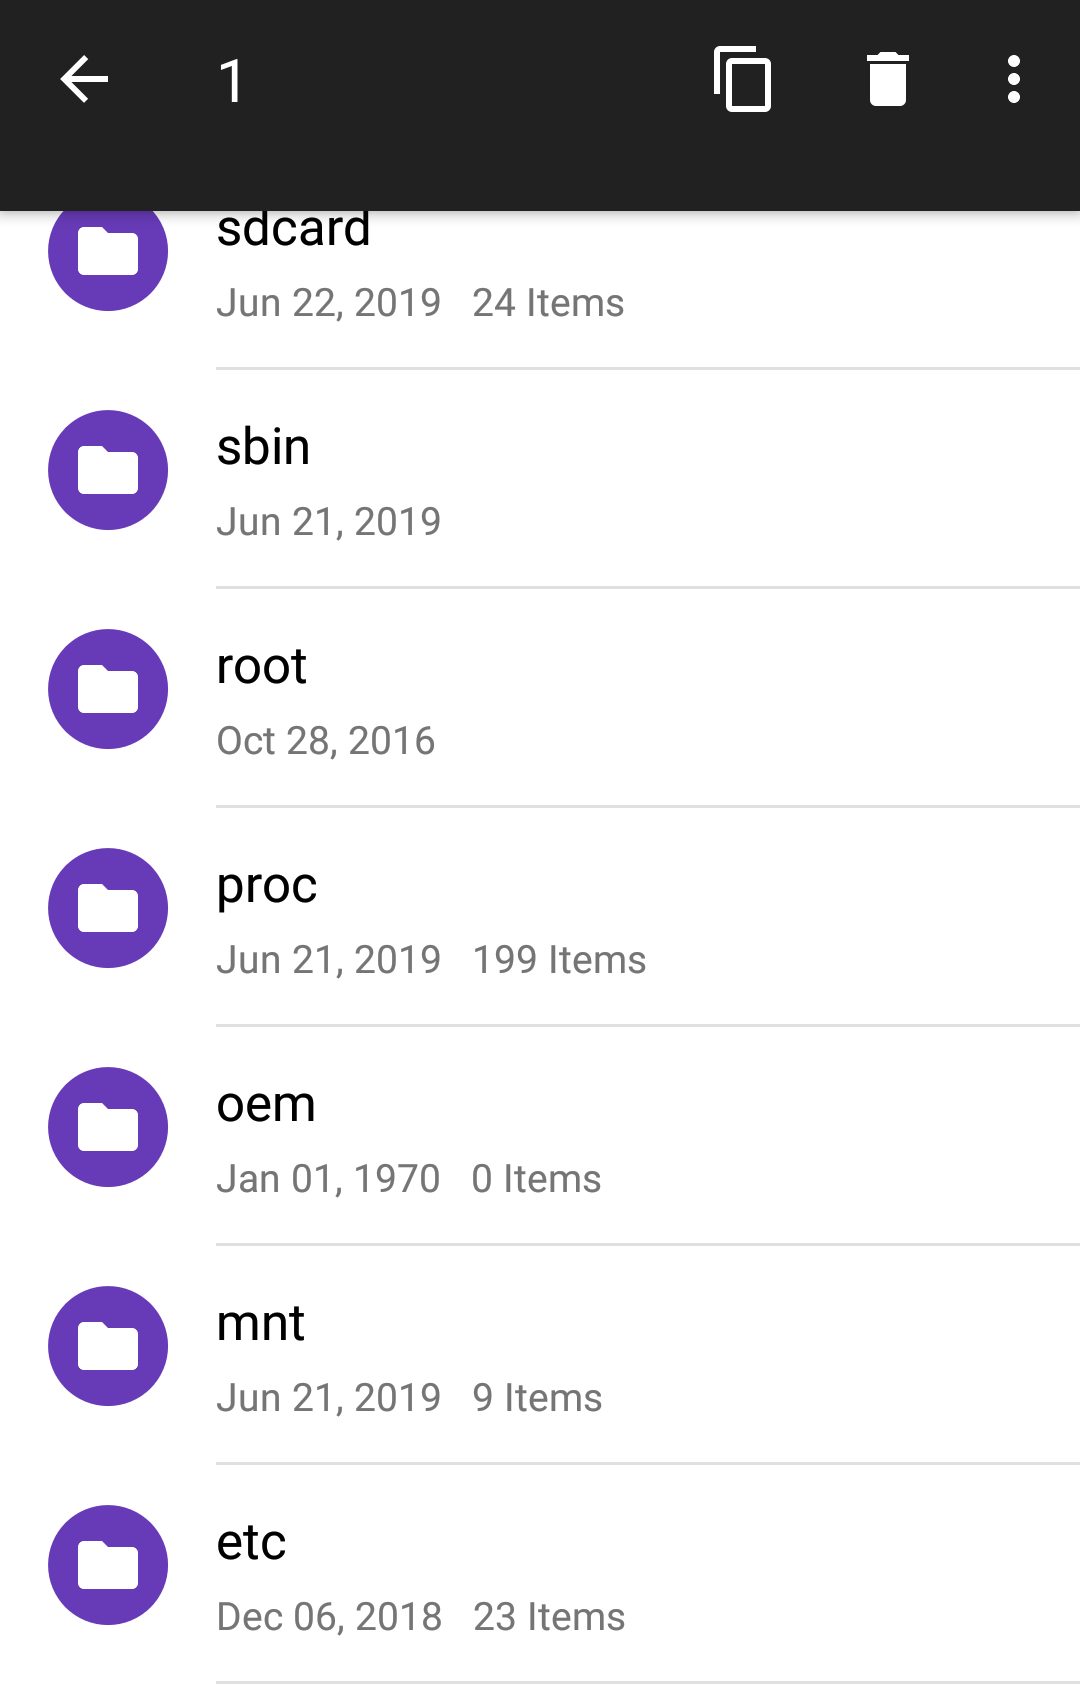 1
sdcard
Jun 22, 2019 24 Items
sbin
Jun 21, 2019
root
Oct 28, 2016
proc
Jun 21, 2019 199 Items
oem
Jan 01, 1970 0 Items
mnt
Jun 21, 2019 9 Items
etc
Dec 06, 2018 23 Items